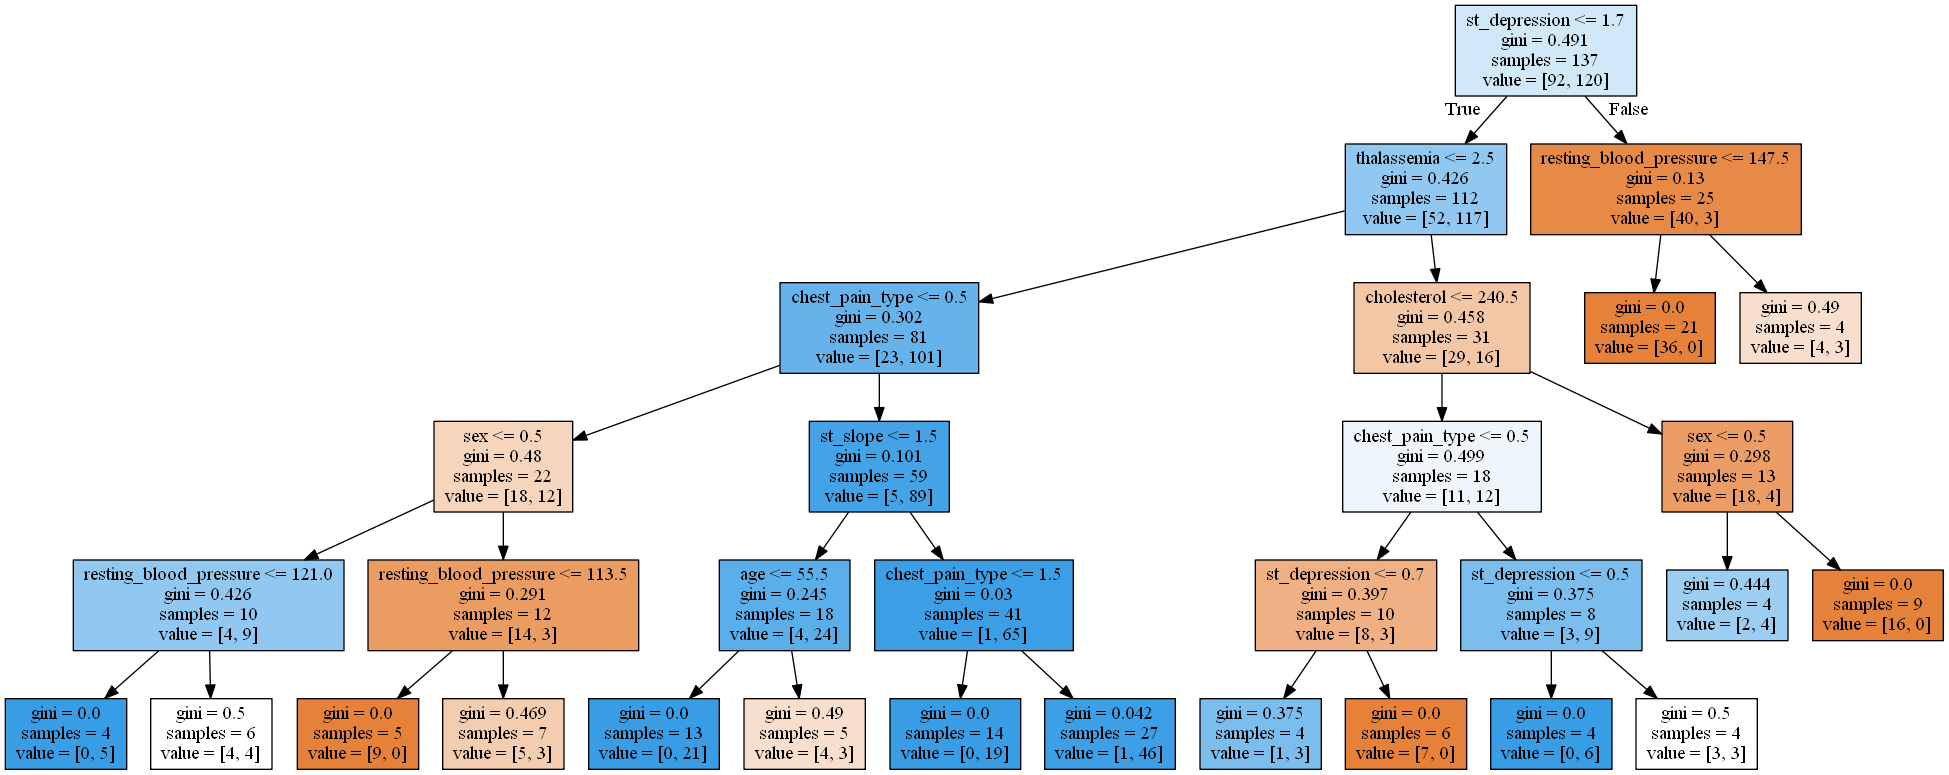 st_depression <= 1.7
gini = 0.491
samples = 137
value = [92, 120]
True
False
thalassemia <= 2.5
gini = 0.426
samples = 112
value = [52, 117]
resting_blood_pressure <= 147.5
gini = 0.13
samples = 25
value = [40, 3]
chest_pain_type <= 0.5
gini = 0.302
samples = 81
value = [23, 101]
cholesterol <= 240.5
gini = 0.458
samples = 31
value = [29, 16]
gini = 0.0
samples = 21
value = [36, 0]
gini = 0.49
samples = 4
value = [4, 3]
sex <= 0.5
gini = 0.48
samples = 22
value = [18, 12]
st_slope <= 1.5
gini = 0.101
samples = 59
value = [5, 89]
chest_pain_type <= 0.5
gini = 0.499
samples = 18
value = [11, 12]
sex <= 0.5
gini = 0.298
samples = 13
value = [18, 4]
resting_blood_pressure <= 121.0
gini = 0.426
samples = 10
value = [4, 9]
resting_blood_pressure <= 113.5
gini = 0.291
samples = 12
value = [14, 3]
age <= 55.5
gini = 0.245
samples = 18
value = [4, 24]
chest_pain_type <= 1.5
gini = 0.03
samples = 41
value = [1, 65]
st_depression <= 0.7
gini = 0.397
samples = 10
value = [8, 3]
st_depression <= 0.5
gini = 0.375
samples = 8
value = [3, 9]
gini = 0.444
samples = 4
value = [2, 4]
gini = 0.0
samples = 9
value = [16, 0]
gini = 0.0
samples = 4
value = [0, 5]
gini = 0.5
samples = 6
value = [4, 4]
gini = 0.0
samples = 5
value = [9, 0]
gini = 0.469
samples = 7
value = [5, 3]
gini = 0.0
samples = 13
value = [0, 21]
gini = 0.49
samples = 5
value = [4, 3]
gini = 0.0
samples = 14
value = [0, 19]
gini = 0.042
samples = 27
value = [1, 46]
gini = 0.375
samples = 4
value = [1, 3]
gini = 0.0
samples = 6
value = [7, 0]
gini = 0.0
samples = 4
value = [0, 6]
gini = 0.5
samples = 4
value = [3, 3]